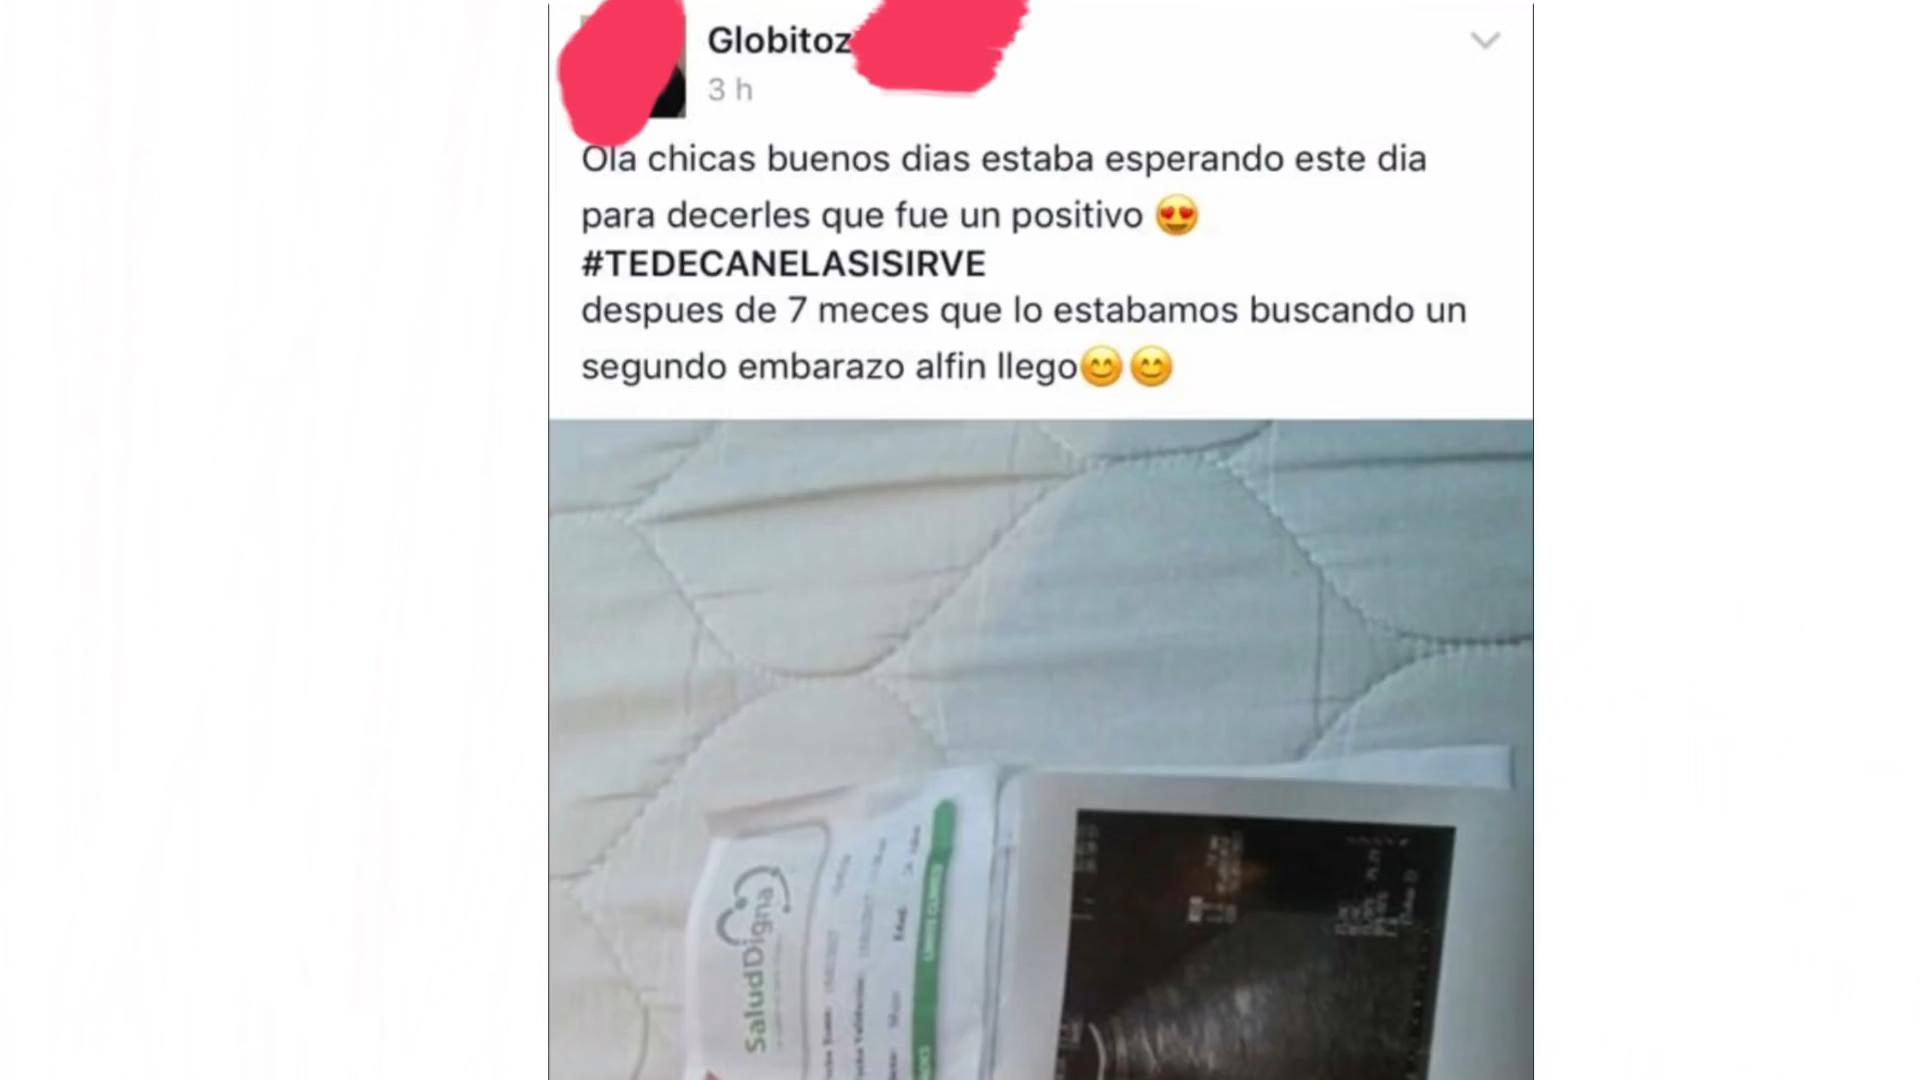 Globitoz
3 h
Ola chicas buenos dias estaba esperando este dia
para decerles que fue un positivo 😍
#TEDECANELASISIRVE
despues de 7 meces que lo estabamos buscando un
segundo embarazo alfin llego😊😊
SaludDigna
Edad: